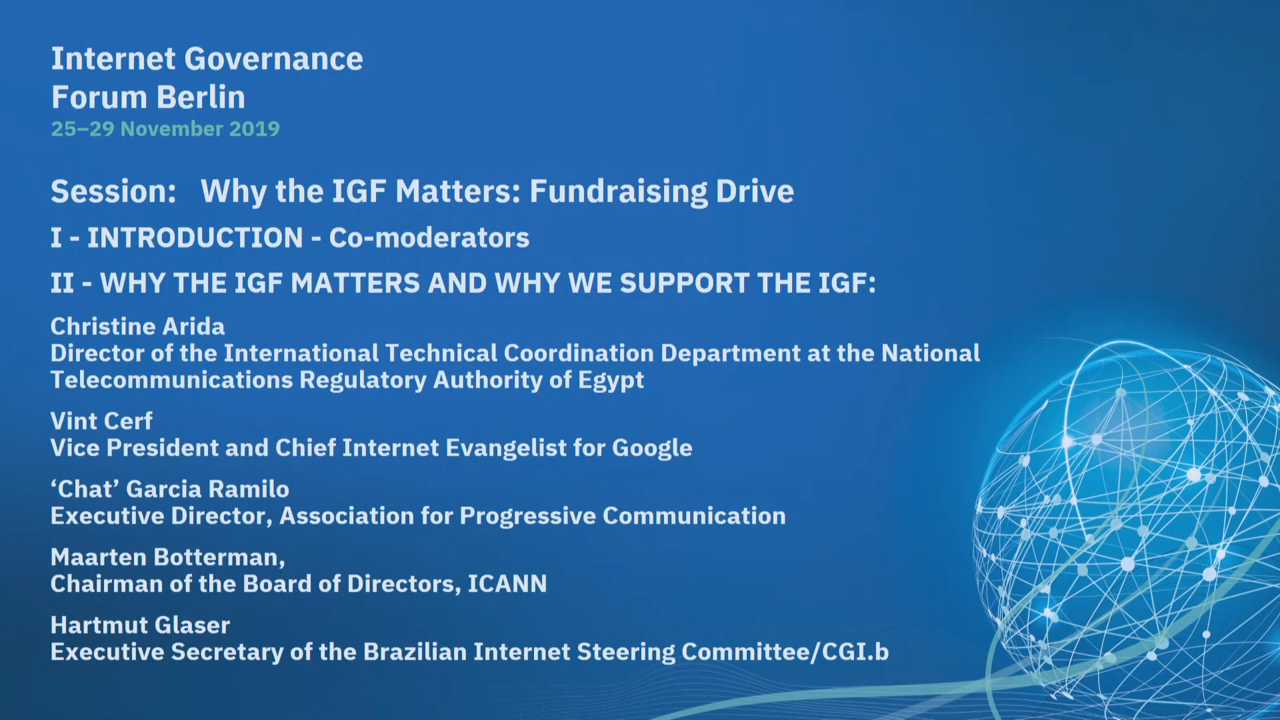 Internet Governance
Forum Berlin
25–29 November 2019
Session: Why the IGF Matters: Fundraising Drive
I - INTRODUCTION - Co-moderators
II - WHY THE IGF MATTERS AND WHY WE SUPPORT THE IGF:
Christine Arida
Director of the International Technical Coordination Department at the National
Telecommunications Regulatory Authority of Egypt
Vint Cerf
Vice President and Chief Internet Evangelist for Google
‘Chat’ Garcia Ramilo
Executive Director, Association for Progressive Communication
Maarten Botterman,
Chairman of the Board of Directors, ICANN
Hartmut Glaser
Executive Secretary of the Brazilian Internet Steering Committee/CGI.b